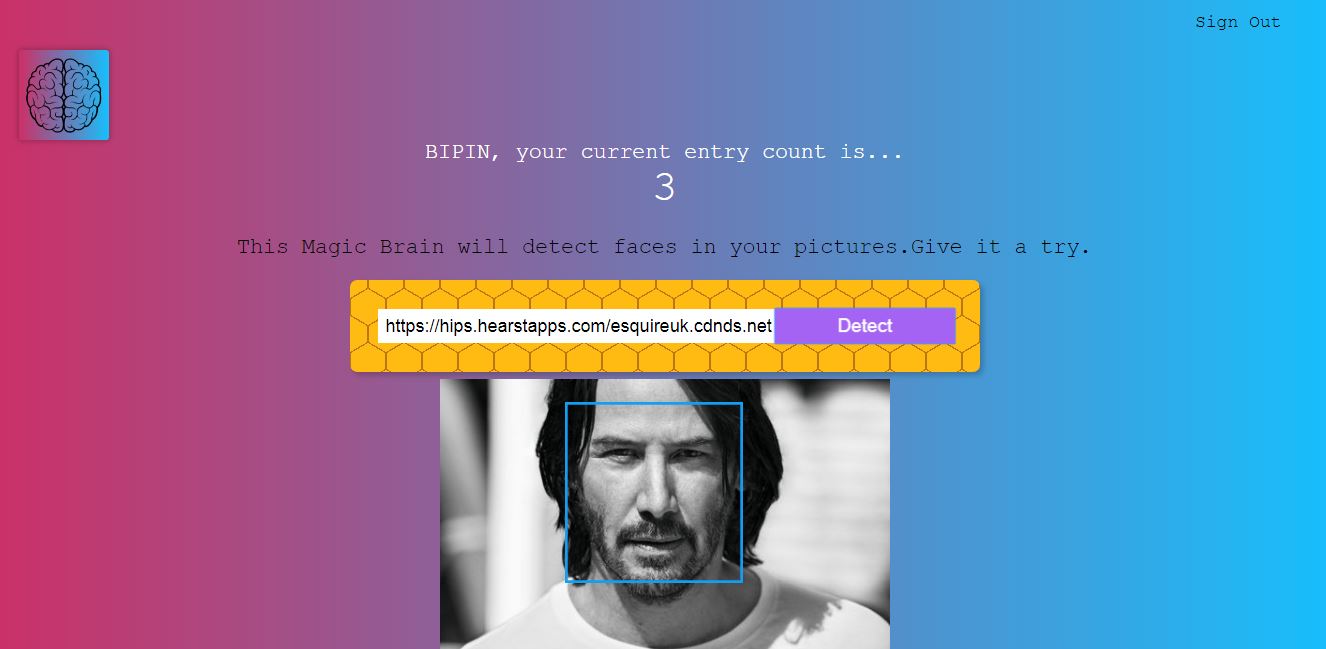 Sign Out
BIPIN, your current entry count is...
3
This Magic Brain will detect faces in your pictures.Give it a try.
https://hips.hearstapps.com/esquireuk.cdnds.net
Detect